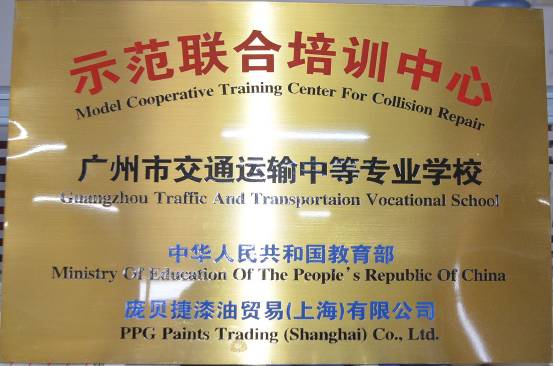 示范联合培训中心
Model Cooperative Training Center For Collision Repair
广州市交通运输中等专业学校
Guangzhou Traffic And Transportaion Vocational School
中华人民共和国教育部
Ministry Of Education Of The People's Republic Of China
庞贝捷漆油贸易(上海)有限公司
PPG Paints Trading (Shanghai) Co., Ltd.